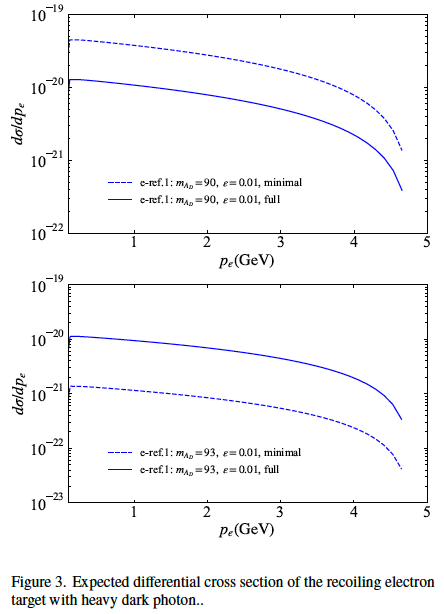 10⁻¹⁹
10⁻²⁰
10⁻²¹
10⁻²²
dσ/dpₑ
e-ref.1: m_{A_D} = 90, ε = 0.01, minimal
e-ref.1: m_{A_D} = 90, ε = 0.01, full
1 2 3 4 5
pₑ(GeV)
10⁻¹⁹
10⁻²⁰
10⁻²¹
10⁻²²
10⁻²³
dσ/dpₑ
e-ref.1: m_{A_D} = 93, ε = 0.01, minimal
e-ref.1: m_{A_D} = 93, ε = 0.01, full
1 2 3 4 5
pₑ(GeV)
Figure 3. Expected differential cross section of the recoiling electron
target with heavy dark photon..